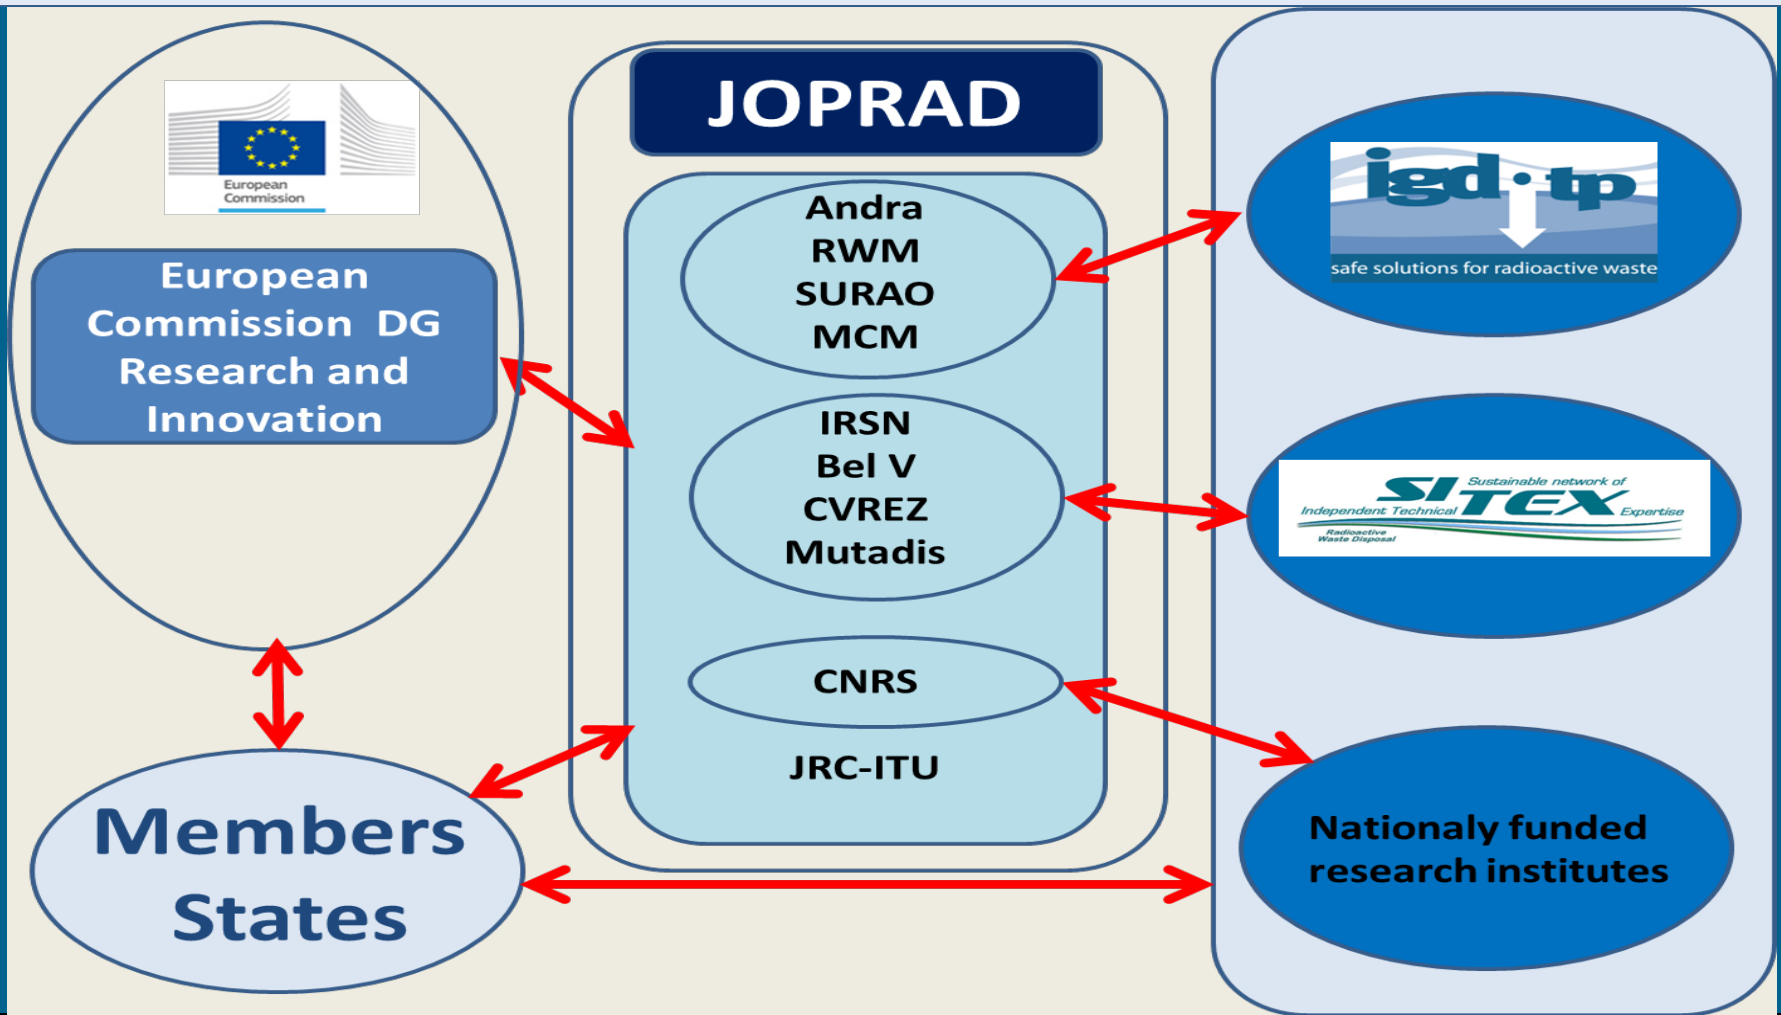 European
Commission
European
Commission DG
Research and
Innovation
Members
States
JOPRAD
Andra
RWM
SURAO
MCM
IRSN
Bel V
CVREZ
Mutadis
CNRS
JRC-ITU
igd·tp
safe solutions for radioactive waste
Sustainable network of
SITEX
Independent Technical Expertise
Radioactive
Waste Disposal
Nationaly funded
research institutes